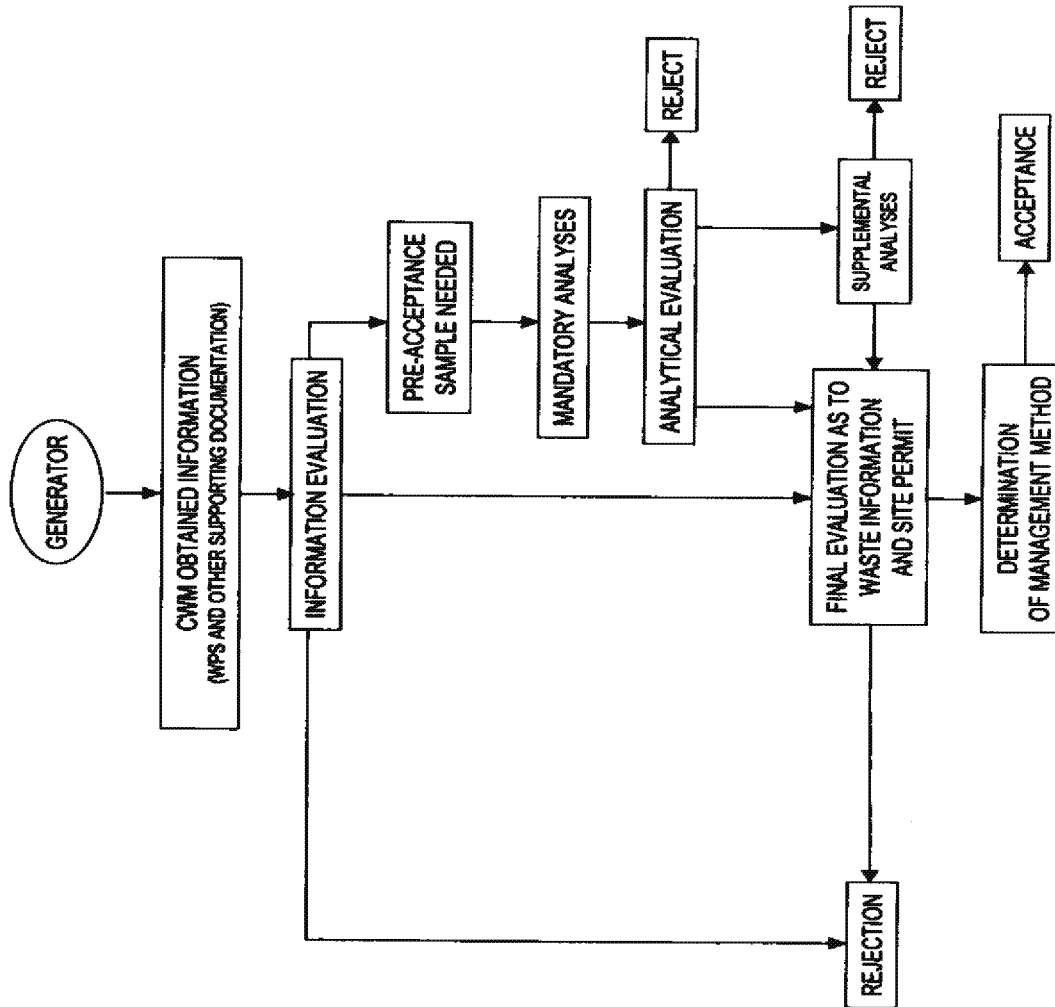 GENERATOR
CWM OBTAINED INFORMATION
(WPS AND OTHER SUPPORTING DOCUMENTATION)
INFORMATION EVALUATION
PRE-ACCEPTANCE
SAMPLE NEEDED
MANDATORY ANALYSES
ANALYTICAL EVALUATION
REJECT
SUPPLEMENTAL
ANALYSES
REJECT
FINAL EVALUATION AS TO
WASTE INFORMATION
AND SITE PERMIT
REJECTION
DETERMINATION
OF MANAGEMENT METHOD
ACCEPTANCE